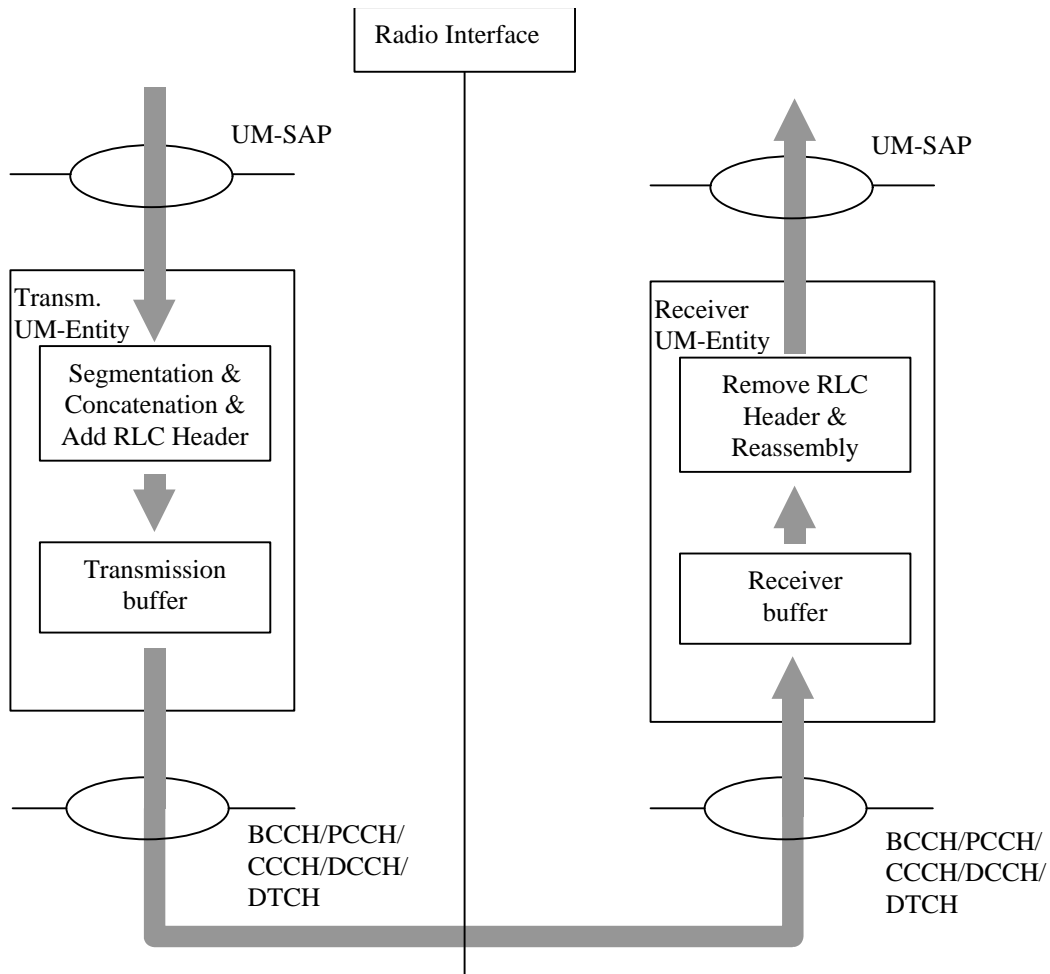 Radio Interface
UM-SAP
Transm.
UM-Entity
Segmentation &
Concatenation &
Add RLC Header
Transmission
buffer
BCCH/PCCH/
CCCH/DCCH/
DTCH
UM-SAP
Receiver
UM-Entity
Remove RLC
Header &
Reassembly
Receiver
buffer
BCCH/PCCH/
CCCH/DCCH/
DTCH